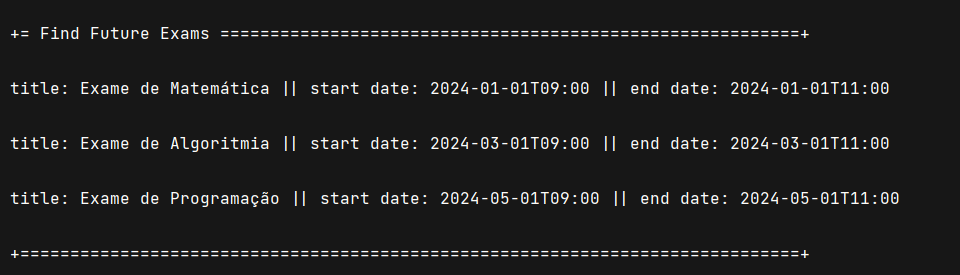 += Find Future Exams ==========================================================+
title: Exame de Matemática || start date: 2024-01-01T09:00 || end date: 2024-01-01T11:00
title: Exame de Algoritmia || start date: 2024-03-01T09:00 || end date: 2024-03-01T11:00
title: Exame de Programação || start date: 2024-05-01T09:00 || end date: 2024-05-01T11:00
+==============================================================================+